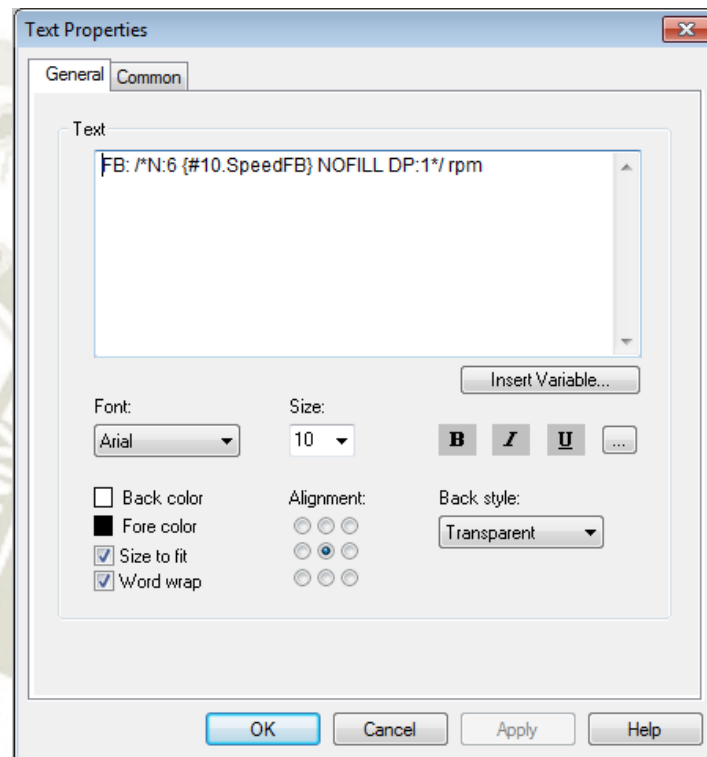 Text Properties
General Common
Text
FB: /*N:6 {#10.SpeedFB} NOFILL DP:1*/ rpm
Insert Variable...
Font: Size:
Arial 10 B I U ...
Back color Alignment: Back style:
Fore color Transparent
Size to fit
Word wrap
OK Cancel Apply Help